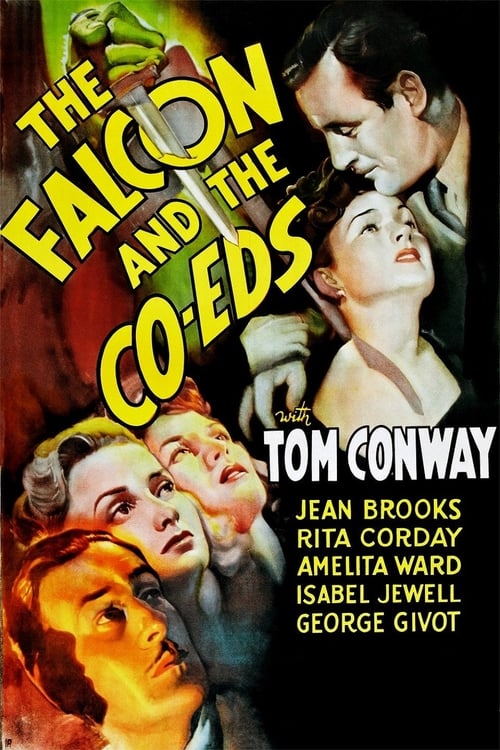 THE
FALCON
AND THE
CO-EDS
with
TOM CONWAY
JEAN BROOKS
RITA CORDAY
AMELITA WARD
ISABEL JEWELL
GEORGE GIVOT